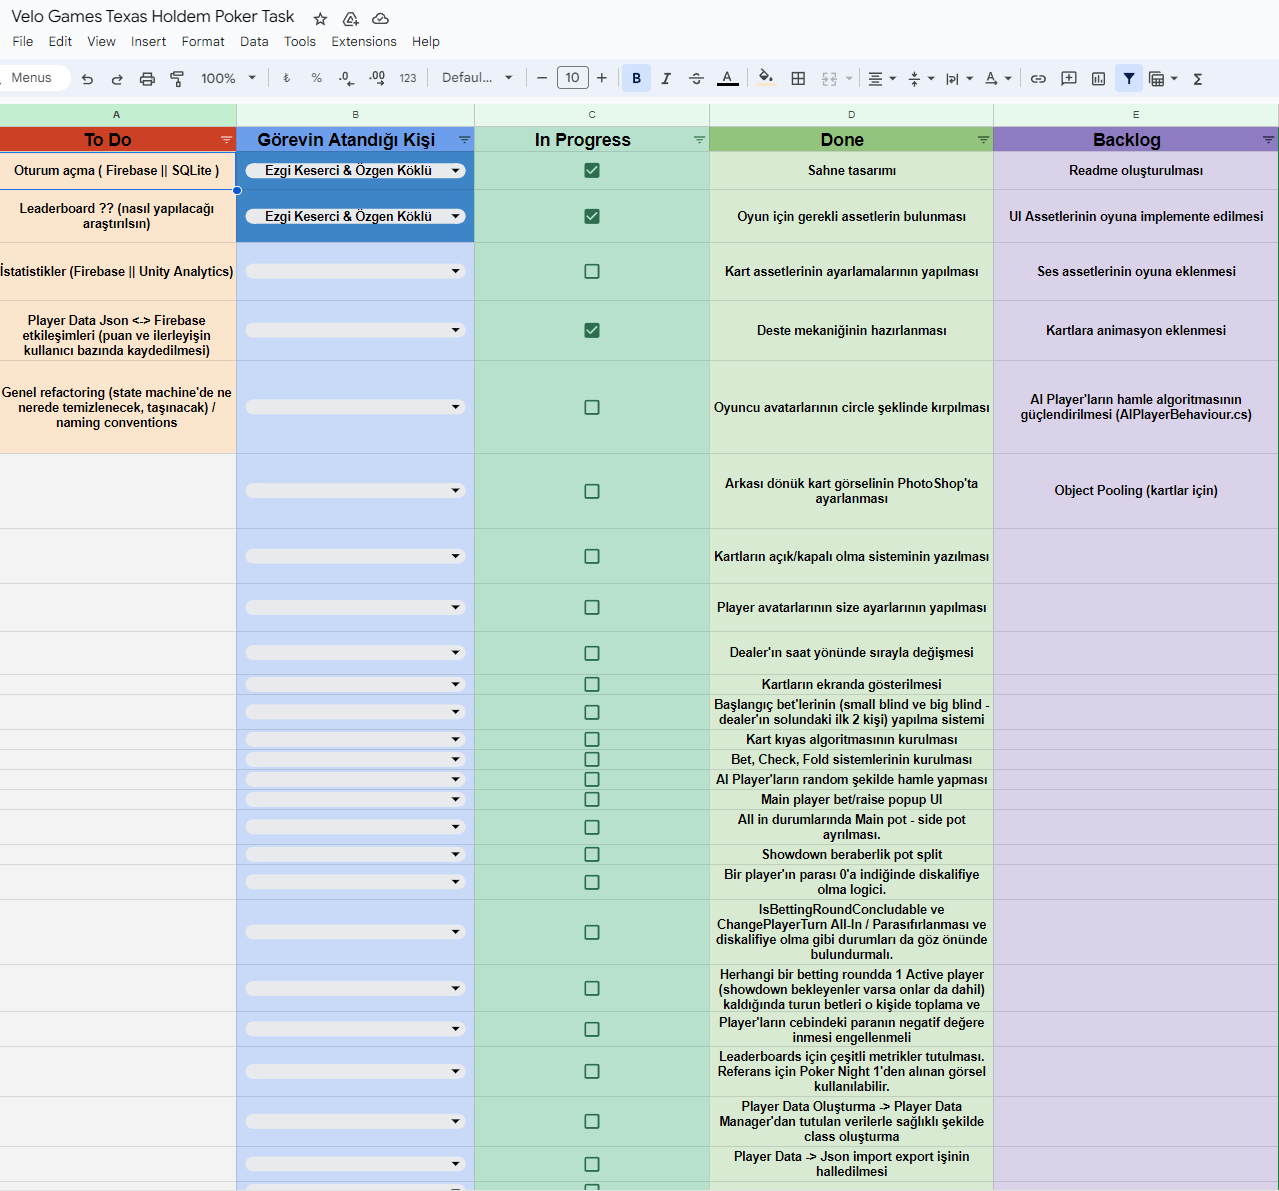 Velo Games Texas Holdem Poker Task
File Edit View Insert Format Data Tools Extensions Help
Menus 100% ₺ % .0 .00 123 Defaul... 10 B I A Σ
A B C D E
To Do Görevin Atandığı Kişi In Progress Done Backlog
Oturum açma ( Firebase || SQLite ) Ezgi Keserci & Özgen Köklü Sahne tasarımı Readme oluşturulması
Leaderboard ?? (nasıl yapılacağı
araştırılsın)
Ezgi Keserci & Özgen Köklü Oyun için gerekli assetlerin bulunması UI Assetlerinin oyuna implemente edilmesi
İstatistikler (Firebase || Unity Analytics) Kart assetlerinin ayarlamalarının yapılması Ses assetlerinin oyuna eklenmesi
Player Data Json <-> Firebase
etkileşimleri (puan ve ilerleyişin
kullanıcı bazında kaydedilmesi)
Deste mekaniğinin hazırlanması Kartlara animasyon eklenmesi
Genel refactoring (state machine'de ne
nerede temizlenecek, taşınacak) /
naming conventions
Oyuncu avatarlarının circle şeklinde kırpılması
AI Player'ların hamle algoritmasının
güçlendirilmesi (AIPlayerBehaviour.cs)
Arkası dönük kart görselinin PhotoShop'ta
ayarlanması
Object Pooling (kartlar için)
Kartların açık/kapalı olma sisteminin yazılması
Player avatarlarının size ayarlarının yapılması
Dealer'ın saat yönünde sırayla değişmesi
Kartların ekranda gösterilmesi
Başlangıç bet'lerinin (small blind ve big blind -
dealer'ın solundaki ilk 2 kişi) yapılma sistemi
Kart kıyas algoritmasının kurulması
Bet, Check, Fold sistemlerinin kurulması
AI Player'ların random şekilde hamle yapması
Main player bet/raise popup UI
All in durumlarında Main pot - side pot
ayrılması.
Showdown beraberlik pot split
Bir player'ın parası 0'a indiğinde diskalifiye
olma logici.
IsBettingRoundConcludable ve
ChangePlayerTurn All-In / Parasıfırlanması ve
diskalifiye olma gibi durumları da göz önünde
bulundurmalı.
Herhangi bir betting roundda 1 Active player
(showdown bekleyenler varsa onlar da dahil)
kaldığında turun betleri o kişide toplama ve
Player'ların cebindeki paranın negatif değere
inmesi engellenmeli
Leaderboards için çeşitli metrikler tutulması.
Referans için Poker Night 1'den alınan görsel
kullanılabilir.
Player Data Oluşturma -> Player Data
Manager'dan tutulan verilerle sağlıklı şekilde
class oluşturma
Player Data -> Json import export işinin
halledilmesi